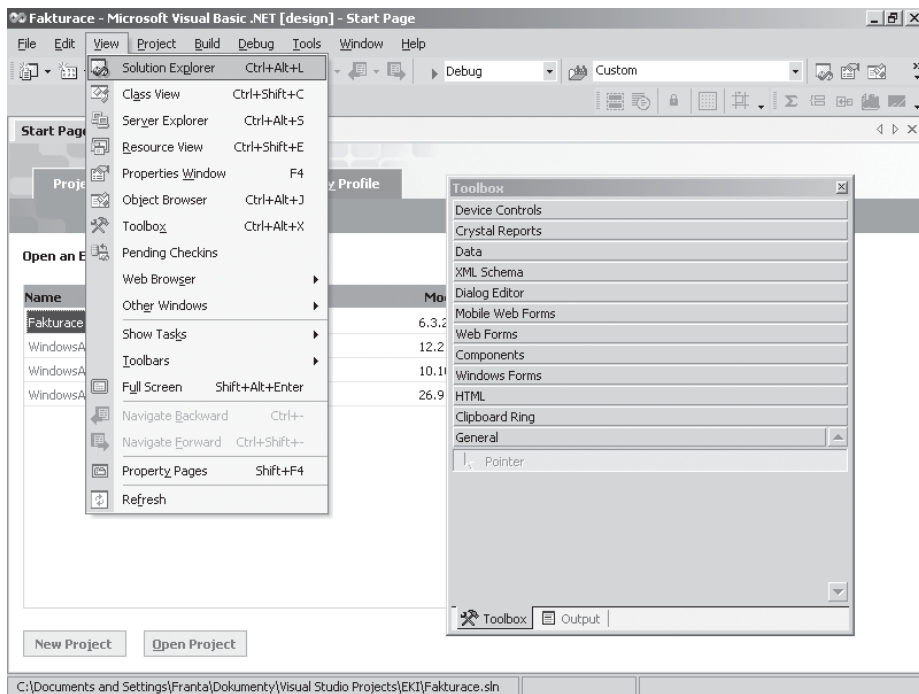 Fakturace - Microsoft Visual Basic .NET [design] - Start Page
File Edit View Project Build Debug Tools Window Help
Debug Custom
Solution Explorer Ctrl+Alt+L
Class View Ctrl+Shift+C
Server Explorer Ctrl+Alt+S
Resource View Ctrl+Shift+E
Properties Window F4
Object Browser Ctrl+Alt+J
Toolbox Ctrl+Alt+X
Pending Checkins
Web Browser
Other Windows
Show Tasks
Toolbars
Full Screen Shift+Alt+Enter
Navigate Backward Ctrl+-
Navigate Forward Ctrl+Shift+-
Property Pages Shift+F4
Refresh
Start Page
Proje
y Profile
Open an E
Name Mo
Fakturace 6.3.2
WindowsA 12.2
WindowsA 10.1
WindowsA 26.9
Toolbox
Device Controls
Crystal Reports
Data
XML Schema
Dialog Editor
Mobile Web Forms
Web Forms
Components
Windows Forms
HTML
Clipboard Ring
General
Pointer
Toolbox Output
New Project Open Project
C:\Documents and Settings\Franta\Dokumenty\Visual Studio Projects\EKI\Fakturace.sln